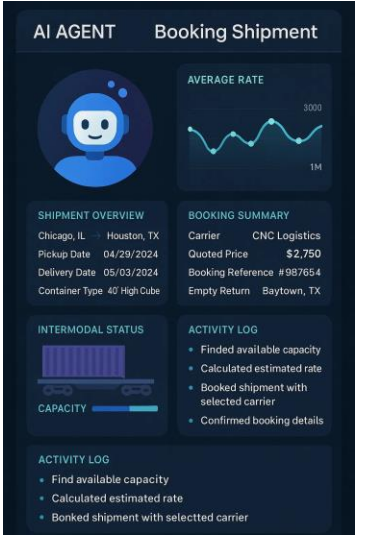 AI AGENT Booking Shipment
AVERAGE RATE
3000
1M
SHIPMENT OVERVIEW
Chicago, IL → Houston, TX
Pickup Date 04/29/2024
Delivery Date 05/03/2024
Container Type 40' High Cube
BOOKING SUMMARY
Carrier CNC Logistics
Quoted Price $2,750
Booking Reference #987654
Empty Return Baytown, TX
INTERMODAL STATUS
CAPACITY
ACTIVITY LOG
• Finded available capacity
• Calculated estimated rate
• Booked shipment with
selected carrier
• Confirmed booking details
ACTIVITY LOG
• Find available capacity
• Calculated estimated rate
• Bonked shipment with selectted carrier